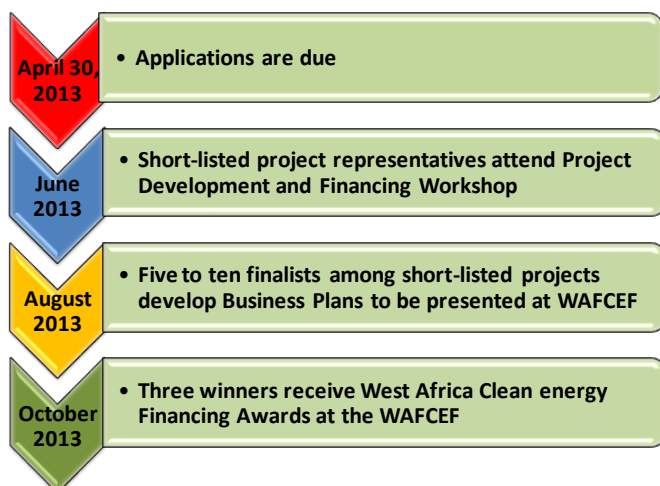 April 30,
2013
• Applications are due
June
2013
• Short-listed project representatives attend Project
Development and Financing Workshop
August
2013
• Five to ten finalists among short-listed projects
develop Business Plans to be presented at WAFCEF
October
2013
• Three winners receive West Africa Clean energy
Financing Awards at the WAFCEF